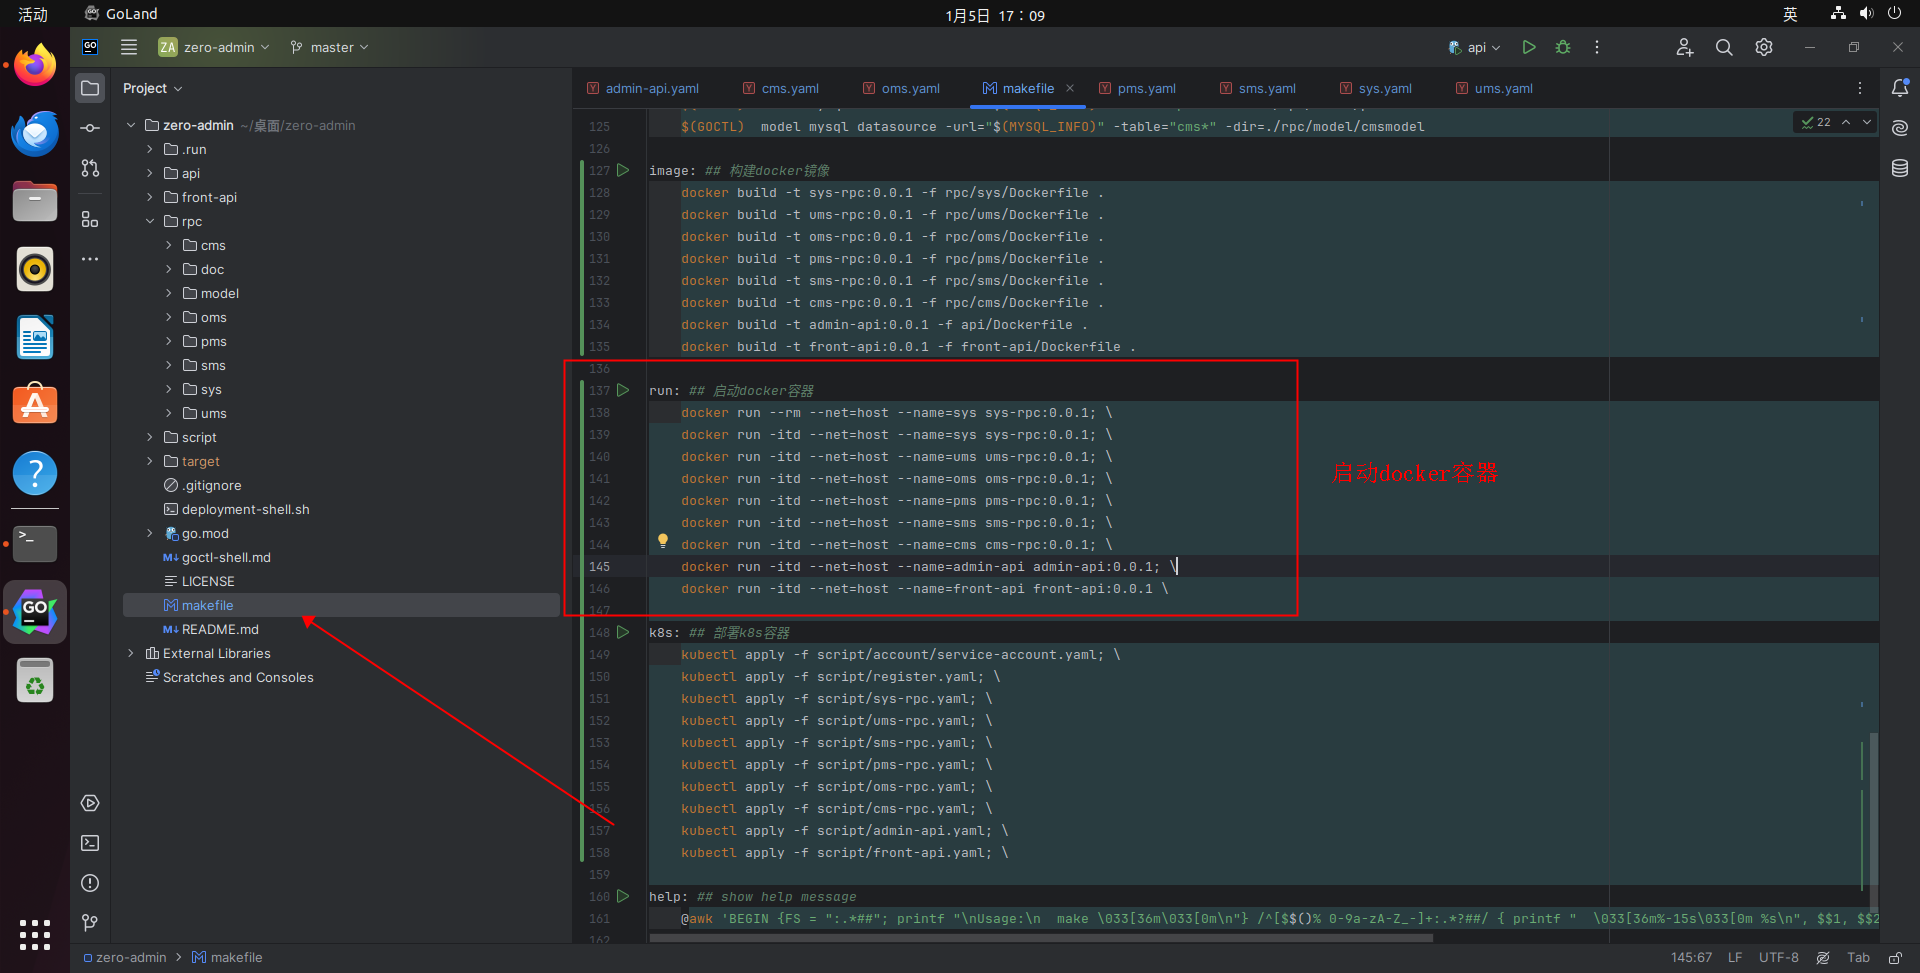 活动
GoLand
1月5日 17：09
英
GO
ZA zero-admin
master
api
Project
admin-api.yaml
cms.yaml
oms.yaml
makefile
pms.yaml
sms.yaml
sys.yaml
ums.yaml
zero-admin ~/桌面/zero-admin
.run
api
front-api
rpc
cms
doc
model
oms
pms
sms
sys
ums
script
target
.gitignore
deployment-shell.sh
go.mod
goctl-shell.md
LICENSE
makefile
README.md
External Libraries
Scratches and Consoles
22
125 $(GOCTL)  model mysql datasource -url="$(MYSQL_INFO)" -table="cms*" -dir=./rpc/model/cmsmodel
126
127 image: ## 构建docker镜像
128 docker build -t sys-rpc:0.0.1 -f rpc/sys/Dockerfile .
129 docker build -t ums-rpc:0.0.1 -f rpc/ums/Dockerfile .
130 docker build -t oms-rpc:0.0.1 -f rpc/oms/Dockerfile .
131 docker build -t pms-rpc:0.0.1 -f rpc/pms/Dockerfile .
132 docker build -t sms-rpc:0.0.1 -f rpc/sms/Dockerfile .
133 docker build -t cms-rpc:0.0.1 -f rpc/cms/Dockerfile .
134 docker build -t admin-api:0.0.1 -f api/Dockerfile .
135 docker build -t front-api:0.0.1 -f front-api/Dockerfile .
136
137 run: ## 启动docker容器
138 docker run --rm --net=host --name=sys sys-rpc:0.0.1; \
139 docker run -itd --net=host --name=sys sys-rpc:0.0.1; \
140 docker run -itd --net=host --name=ums ums-rpc:0.0.1; \
141 docker run -itd --net=host --name=oms oms-rpc:0.0.1; \
142 docker run -itd --net=host --name=pms pms-rpc:0.0.1; \
143 docker run -itd --net=host --name=sms sms-rpc:0.0.1; \
144 docker run -itd --net=host --name=cms cms-rpc:0.0.1; \
145 docker run -itd --net=host --name=admin-api admin-api:0.0.1; \
146 docker run -itd --net=host --name=front-api front-api:0.0.1 \
147
启动docker容器
148 k8s: ## 部署k8s容器
149 kubectl apply -f script/account/service-account.yaml; \
150 kubectl apply -f script/register.yaml; \
151 kubectl apply -f script/sys-rpc.yaml; \
152 kubectl apply -f script/ums-rpc.yaml; \
153 kubectl apply -f script/sms-rpc.yaml; \
154 kubectl apply -f script/pms-rpc.yaml; \
155 kubectl apply -f script/oms-rpc.yaml; \
156 kubectl apply -f script/cms-rpc.yaml; \
157 kubectl apply -f script/admin-api.yaml; \
158 kubectl apply -f script/front-api.yaml; \
159
160 help: ## show help message
161 @awk 'BEGIN {FS = ":.*##"; printf "\nUsage:\n  make \033[36m\033[0m\n"} /^[$$()% 0-9a-zA-Z_-]+:.*?##/ { printf "  \033[36m%-15s\033[0m %s\n", $$1, $$2
162
zero-admin > makefile
145:67 LF UTF-8 Tab